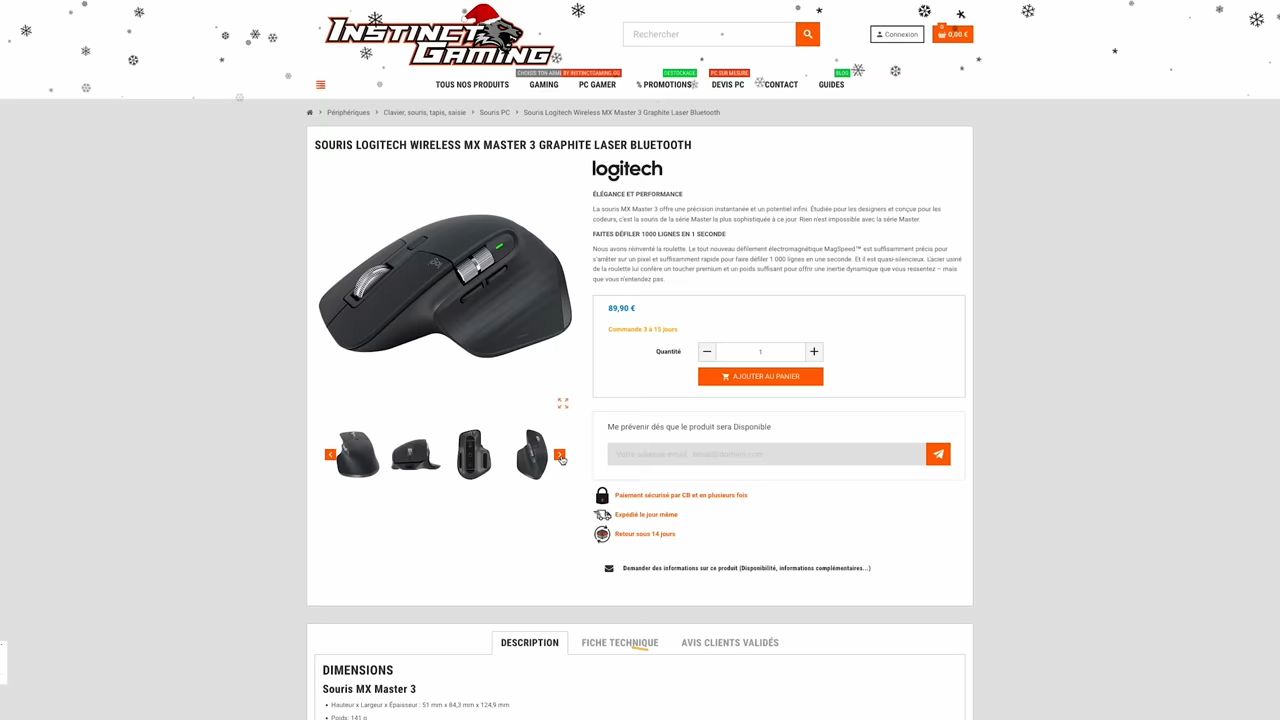 INSTINCT GAMING
Rechercher
Connexion
0
0,00 €
CHOISIE TON ARME
BY INSTINCTGAMING.GG
DESTOCKAGE
PC SUR MESURE
BLOG
TOUS NOS PRODUITS
GAMING
PC GAMER
% PROMOTIONS
DEVIS PC
CONTACT
GUIDES
Périphériques
Clavier, souris, tapis, saisie
Souris PC
Souris Logitech Wireless MX Master 3 Graphite Laser Bluetooth
SOURIS LOGITECH WIRELESS MX MASTER 3 GRAPHITE LASER BLUETOOTH
logitech
ÉLÉGANCE ET PERFORMANCE
La souris MX Master 3 offre une précision instantanée et un potentiel infini. Étudiée pour les designers et conçue pour les
codeurs, c'est la souris de la série Master la plus sophistiquée à ce jour. Rien n'est impossible avec la série Master.
FAITES DÉFILER 1000 LIGNES EN 1 SECONDE
Nous avons réinventé la roulette. Le tout nouveau défilement électromagnétique MagSpeed™ est suffisamment précis pour
s'arrêter sur un pixel et suffisamment rapide pour faire défiler 1 000 lignes en une seconde. Et il est quasi-silencieux. L'acier usiné
de la roulette lui confère un toucher premium et un poids suffisant pour offrir une inertie dynamique que vous ressentez – mais
que vous n'entendez pas.
89,90 €
Commande 3 à 15 jours
Quantité
1
AJOUTER AU PANIER
Me prévenir dés que le produit sera Disponible
Votre adresse email, email@domain.com
Paiement sécurisé par CB et en plusieurs fois
Expédié le jour même
Retour sous 14 jours
Demander des informations sur ce produit (Disponibilité, informations complémentaires...)
DESCRIPTION
FICHE TECHNIQUE
AVIS CLIENTS VALIDÉS
DIMENSIONS
Souris MX Master 3
• Hauteur x Largeur x Épaisseur : 51 mm x 84,3 mm x 124,9 mm
• Poids: 141 g